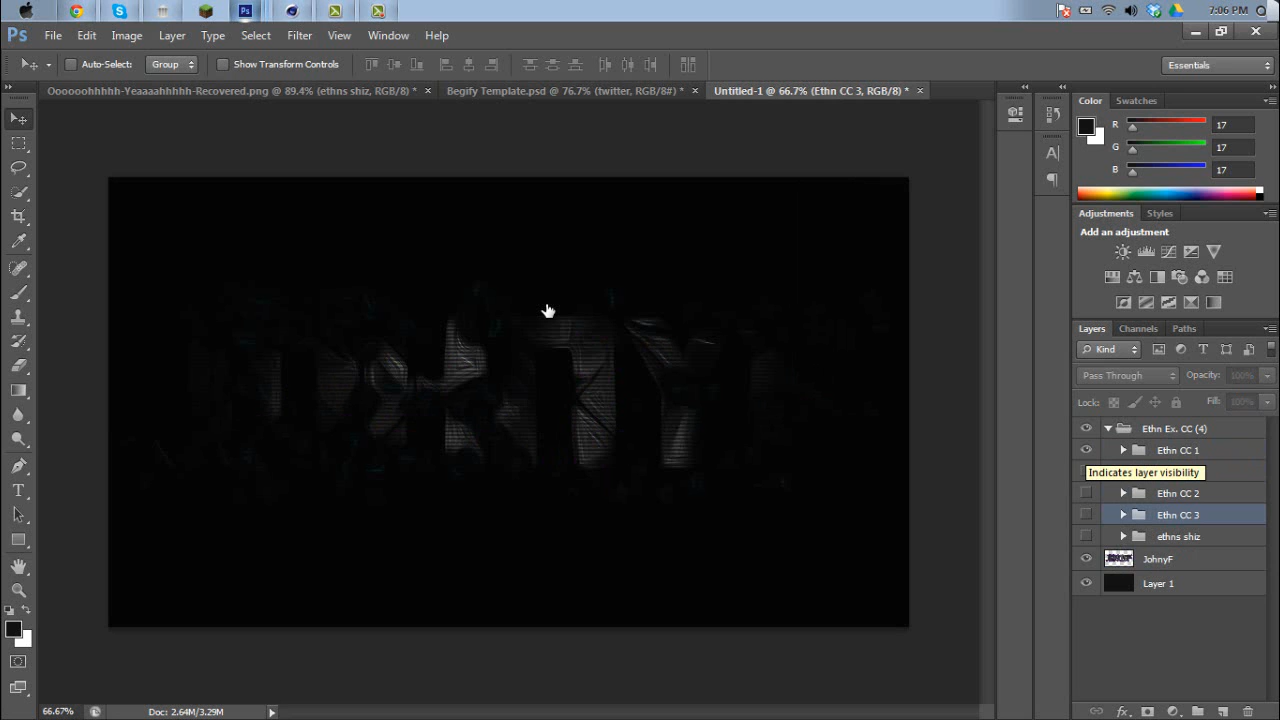 7:06 PM
Ps File Edit Image Layer Type Select Filter View Window Help
Auto-Select: Group Show Transform Controls Essentials
Oooooohhhhh-Yeaaaahhhhh-Recovered.png @ 89.4% (ethns shiz, RGB/8) * Begify Template.psd @ 76.7% (twitter, RGB/8#) * Untitled-1 @ 66.7% (Ethn CC 3, RGB/8) *
Color Swatches
R 17
G 17
B 17
Adjustments Styles
Add an adjustment
Layers Channels Paths
Kind
Pass Through Opacity: 100%
Locks: Fill: 100%
Ethn Ex. CC (4)
Ethn CC 1
Indicates layer visibility
Ethn CC 2
Ethn CC 3
ethns shiz
JohnyF
Layer 1
66.67% Doc: 2.64M/3.29M